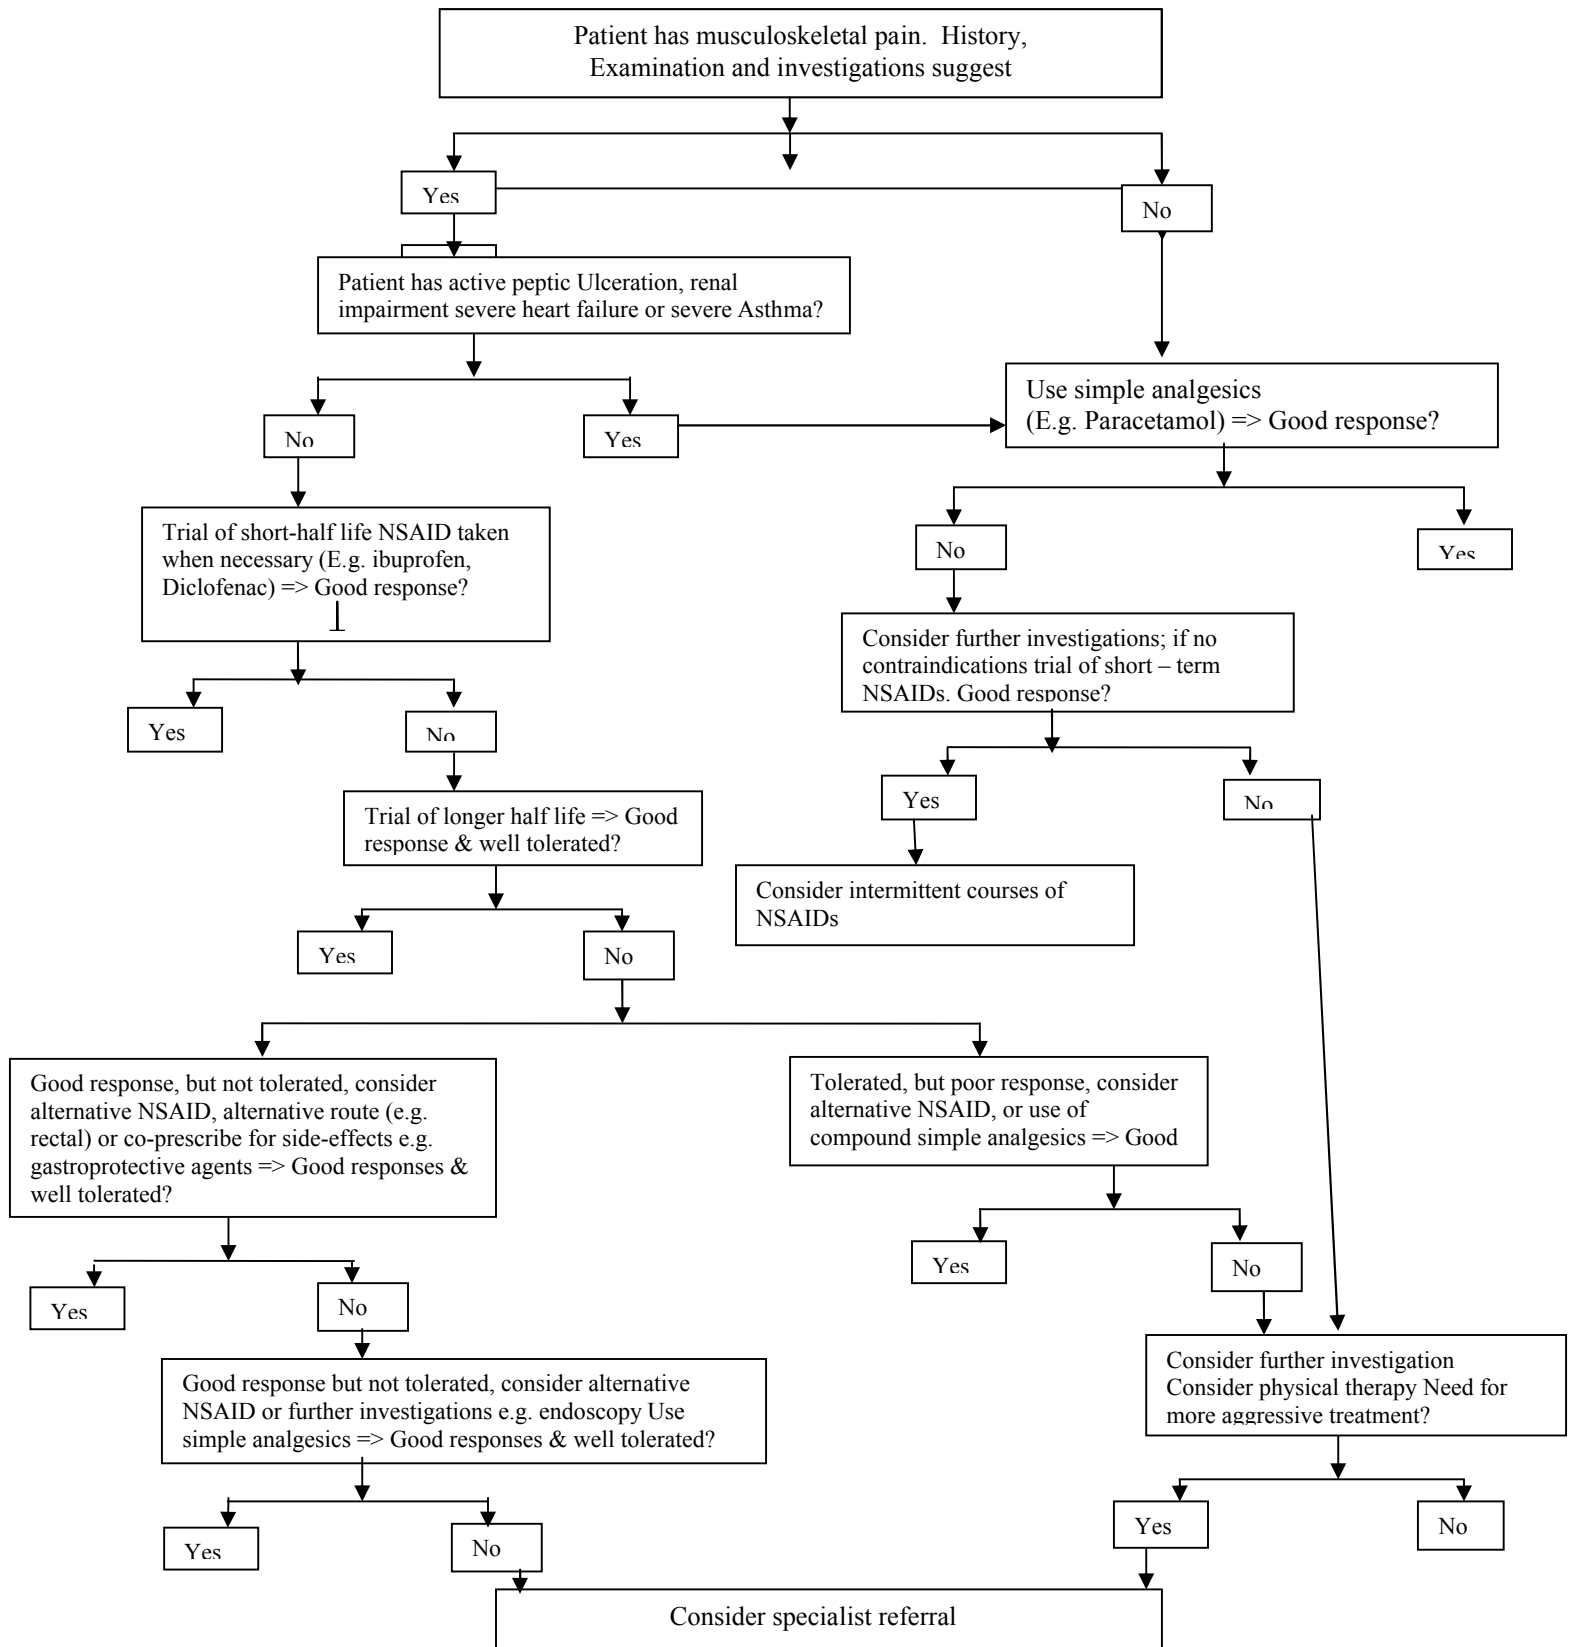 Patient has musculoskeletal pain. History,
Examination and investigations suggest
Yes
No
Patient has active peptic Ulceration, renal
impairment severe heart failure or severe Asthma?
No
Yes
Use simple analgesics
(E.g. Paracetamol) => Good response?
Trial of short-half life NSAID taken
when necessary (E.g. ibuprofen,
Diclofenac) => Good response?
No
Yes
Consider further investigations; if no
contraindications trial of short – term
NSAIDs. Good response?
Yes
No
Yes
No
Trial of longer half life => Good
response & well tolerated?
Consider intermittent courses of
NSAIDs
Yes
No
Good response, but not tolerated, consider
alternative NSAID, alternative route (e.g.
rectal) or co-prescribe for side-effects e.g.
gastroprotective agents => Good responses &
well tolerated?
Tolerated, but poor response, consider
alternative NSAID, or use of
compound simple analgesics => Good
Yes
No
Yes
No
Good response but not tolerated, consider alternative
NSAID or further investigations e.g. endoscopy Use
simple analgesics => Good responses & well tolerated?
Consider further investigation
Consider physical therapy Need for
more aggressive treatment?
Yes
No
Yes
No
Consider specialist referral